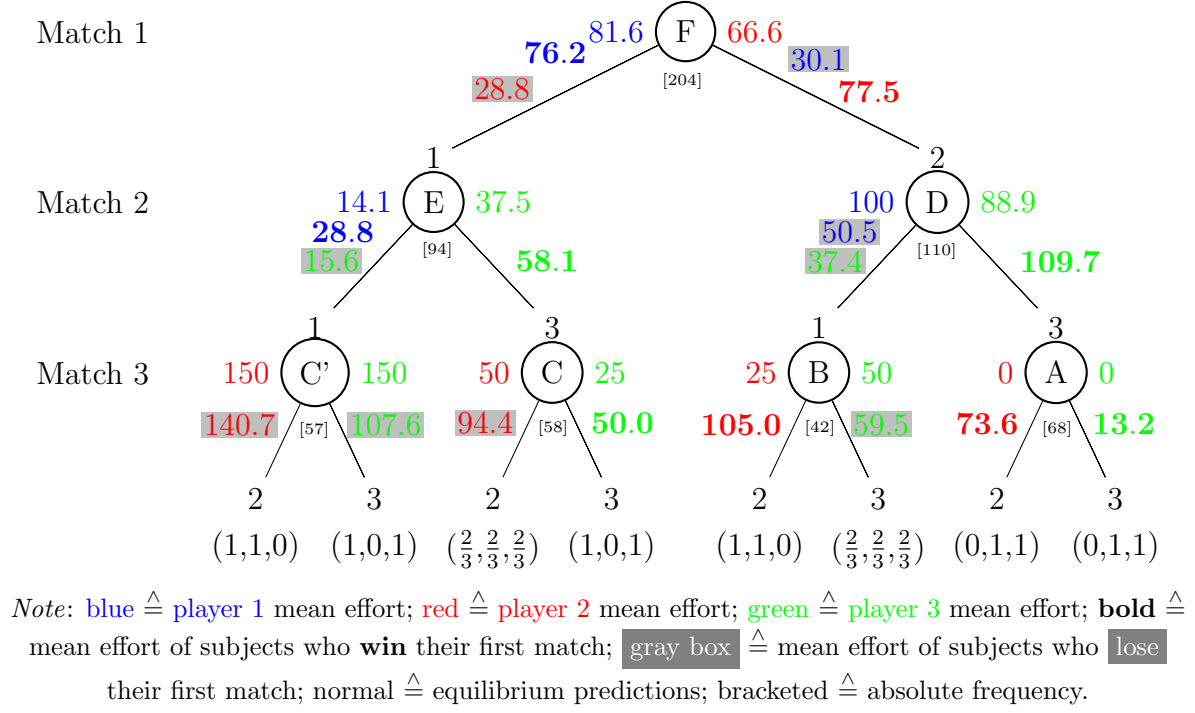 Match 1
81.6 F 66.6
76.2 30.1
[204]
28.8 77.5
1 2
Match 2
14.1 E 37.5 100 D 88.9
28.8 50.5
[94] [110]
15.6 58.1 37.4 109.7
1 3 1 3
Match 3
150 C' 150 50 C 25 25 B 50 0 A 0
140.7 [57] 107.6 94.4 [58] 50.0 105.0 [42] 59.5 73.6 [68] 13.2
2 3 2 3 2 3 2 3
(1,1,0) (1,0,1) (2/3,2/3,2/3) (1,0,1) (1,1,0) (2/3,2/3,2/3) (0,1,1) (0,1,1)
Note: blue ≙ player 1 mean effort; red ≙ player 2 mean effort; green ≙ player 3 mean effort; bold ≙
mean effort of subjects who win their first match; gray box ≙ mean effort of subjects who lose
their first match; normal ≙ equilibrium predictions; bracketed ≙ absolute frequency.